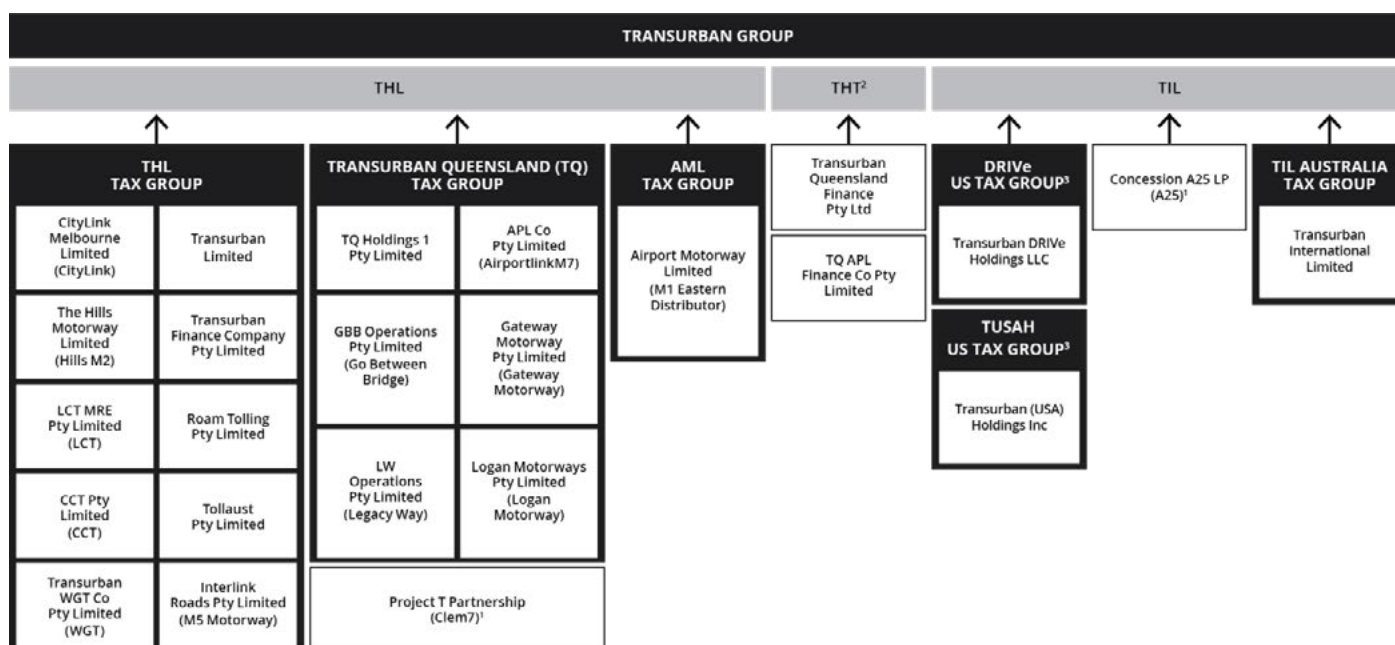 TRANSURBAN GROUP
THL
THT²
TIL
THL
TAX GROUP
CityLink
Melbourne
Limited
(CityLink)
Transurban
Limited
The Hills
Motorway
Limited
(Hills M2)
Transurban
Finance Company
Pty Limited
LCT MRE
Pty Limited
(LCT)
Roam Tolling
Pty Limited
CCT Pty
Limited
(CCT)
Tollaust
Pty Limited
Transurban
WGT Co
Pty Limited
(WGT)
Interlink
Roads Pty Limited
(M5 Motorway)
TRANSURBAN QUEENSLAND (TQ)
TAX GROUP
TQ Holdings 1
Pty Limited
APL Co
Pty Limited
(AirportlinkM7)
GBB Operations
Pty Limited
(Go Between
Bridge)
Gateway
Motorway
Pty Limited
(Gateway
Motorway)
LW
Operations
Pty Limited
(Legacy Way)
Logan Motorways
Pty Limited
(Logan
Motorway)
Project T Partnership
(Clem7)¹
AML
TAX GROUP
Airport Motorway
Limited
(M1 Eastern
Distributor)
Transurban
Queensland
Finance
Pty Ltd
TQ APL
Finance Co Pty
Limited
DRIVe
US TAX GROUP³
Transurban DRIVe
Holdings LLC
TUSAH
US TAX GROUP³
Transurban (USA)
Holdings Inc
Concession A25 LP
(A25)¹
TIL AUSTRALIA
TAX GROUP
Transurban
International
Limited